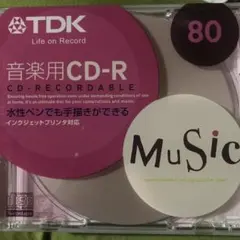 TDK
Life on Record
80
音楽用CD-R
CD-RECORDABLE
水性ペンでも手描きができる
インクジェットプリンタ対応
Music